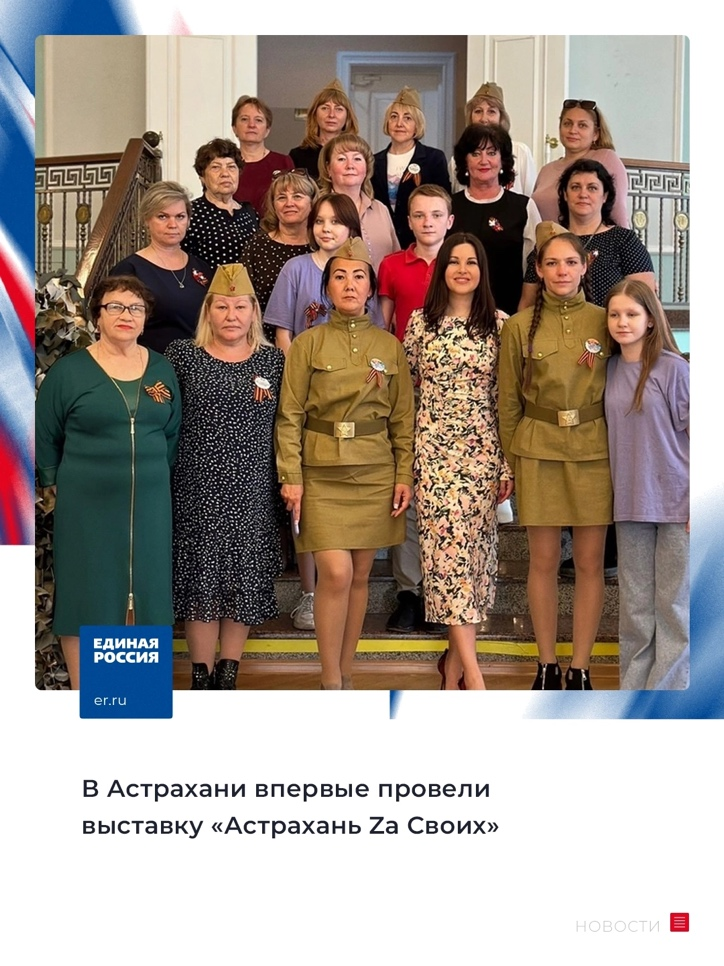 ЕДИНАЯ
РОССИЯ
er.ru
В Астрахани впервые провели
выставку «Астрахань Zа Своих»
НОВОСТИ